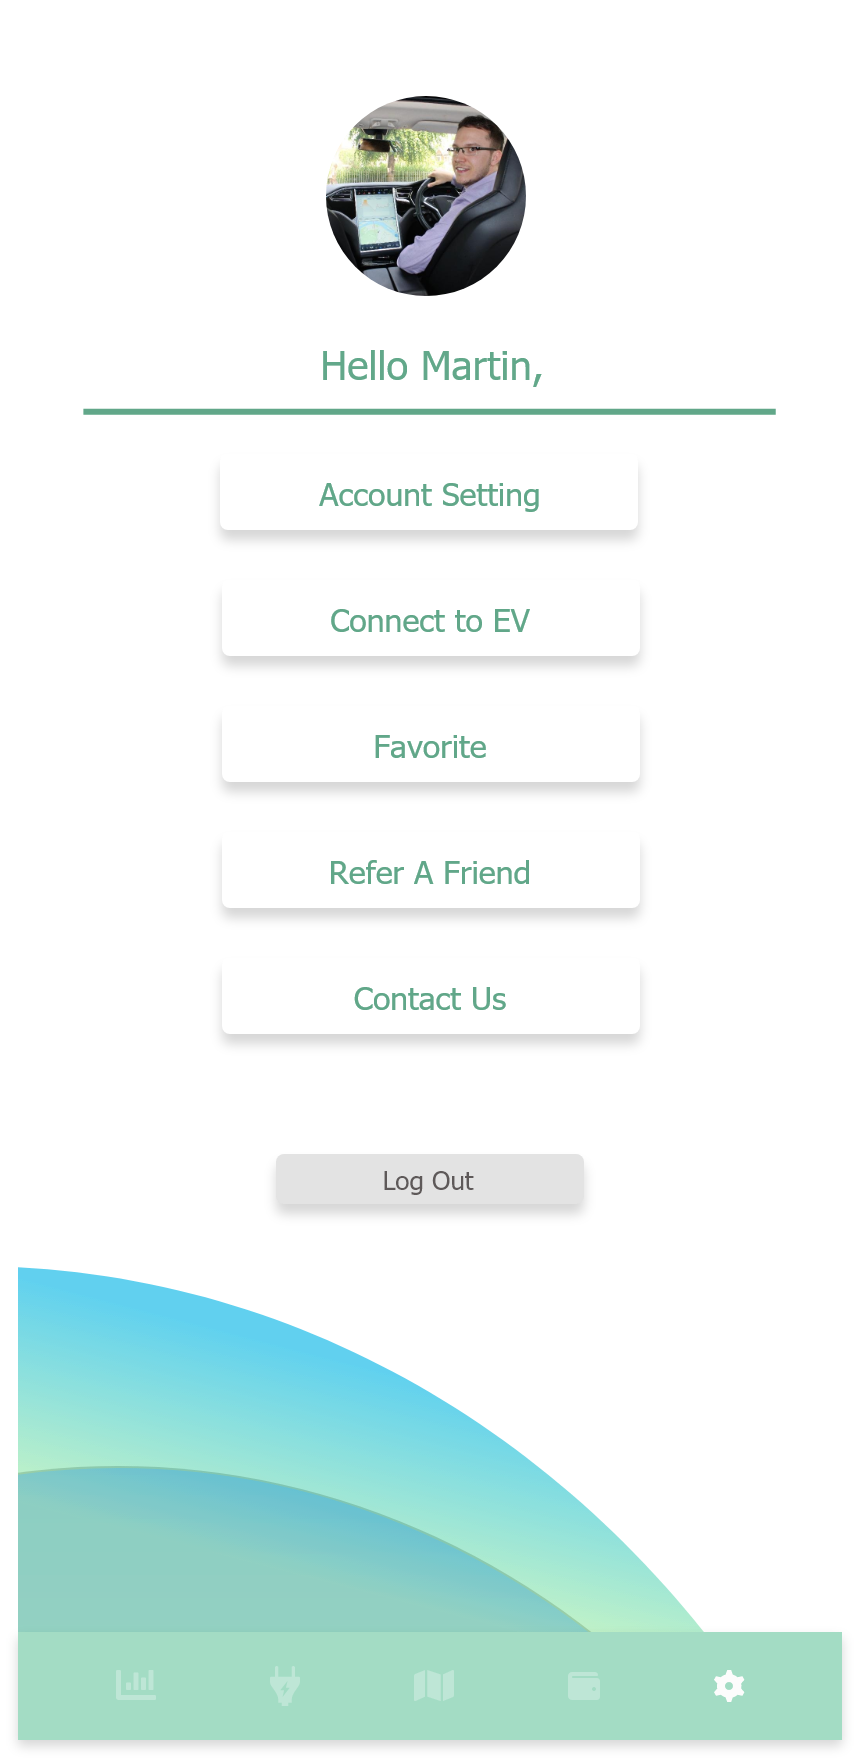 Hello Martin,
Account Setting
Connect to EV
Favorite
Refer A Friend
Contact Us
Log Out